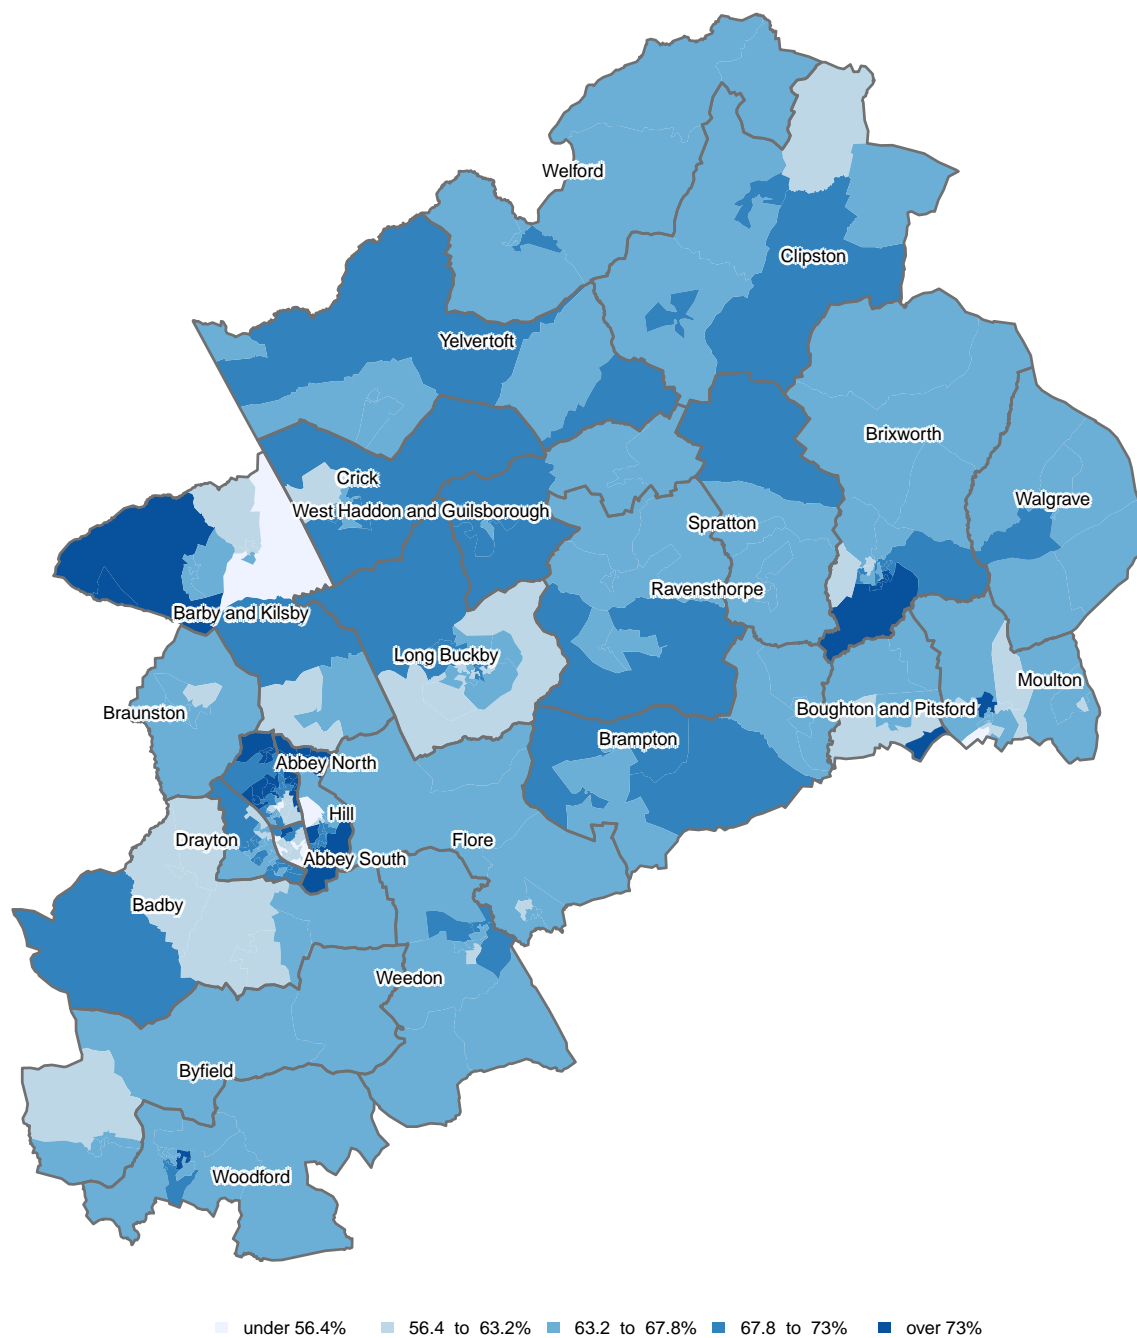 Welford
Clipston
Yelvertoft
Brixworth
Crick
Walgrave
West Haddon and Guilsborough
Spratton
Ravensthorpe
Barby and Kilsby
Long Buckby
Moulton
Braunston
Boughton and Pitsford
Brampton
Abbey North
Hill
Drayton
Flore
Abbey South
Badby
Weedon
Byfield
Woodford
under 56.4% 56.4 to 63.2% 63.2 to 67.8% 67.8 to 73% over 73%